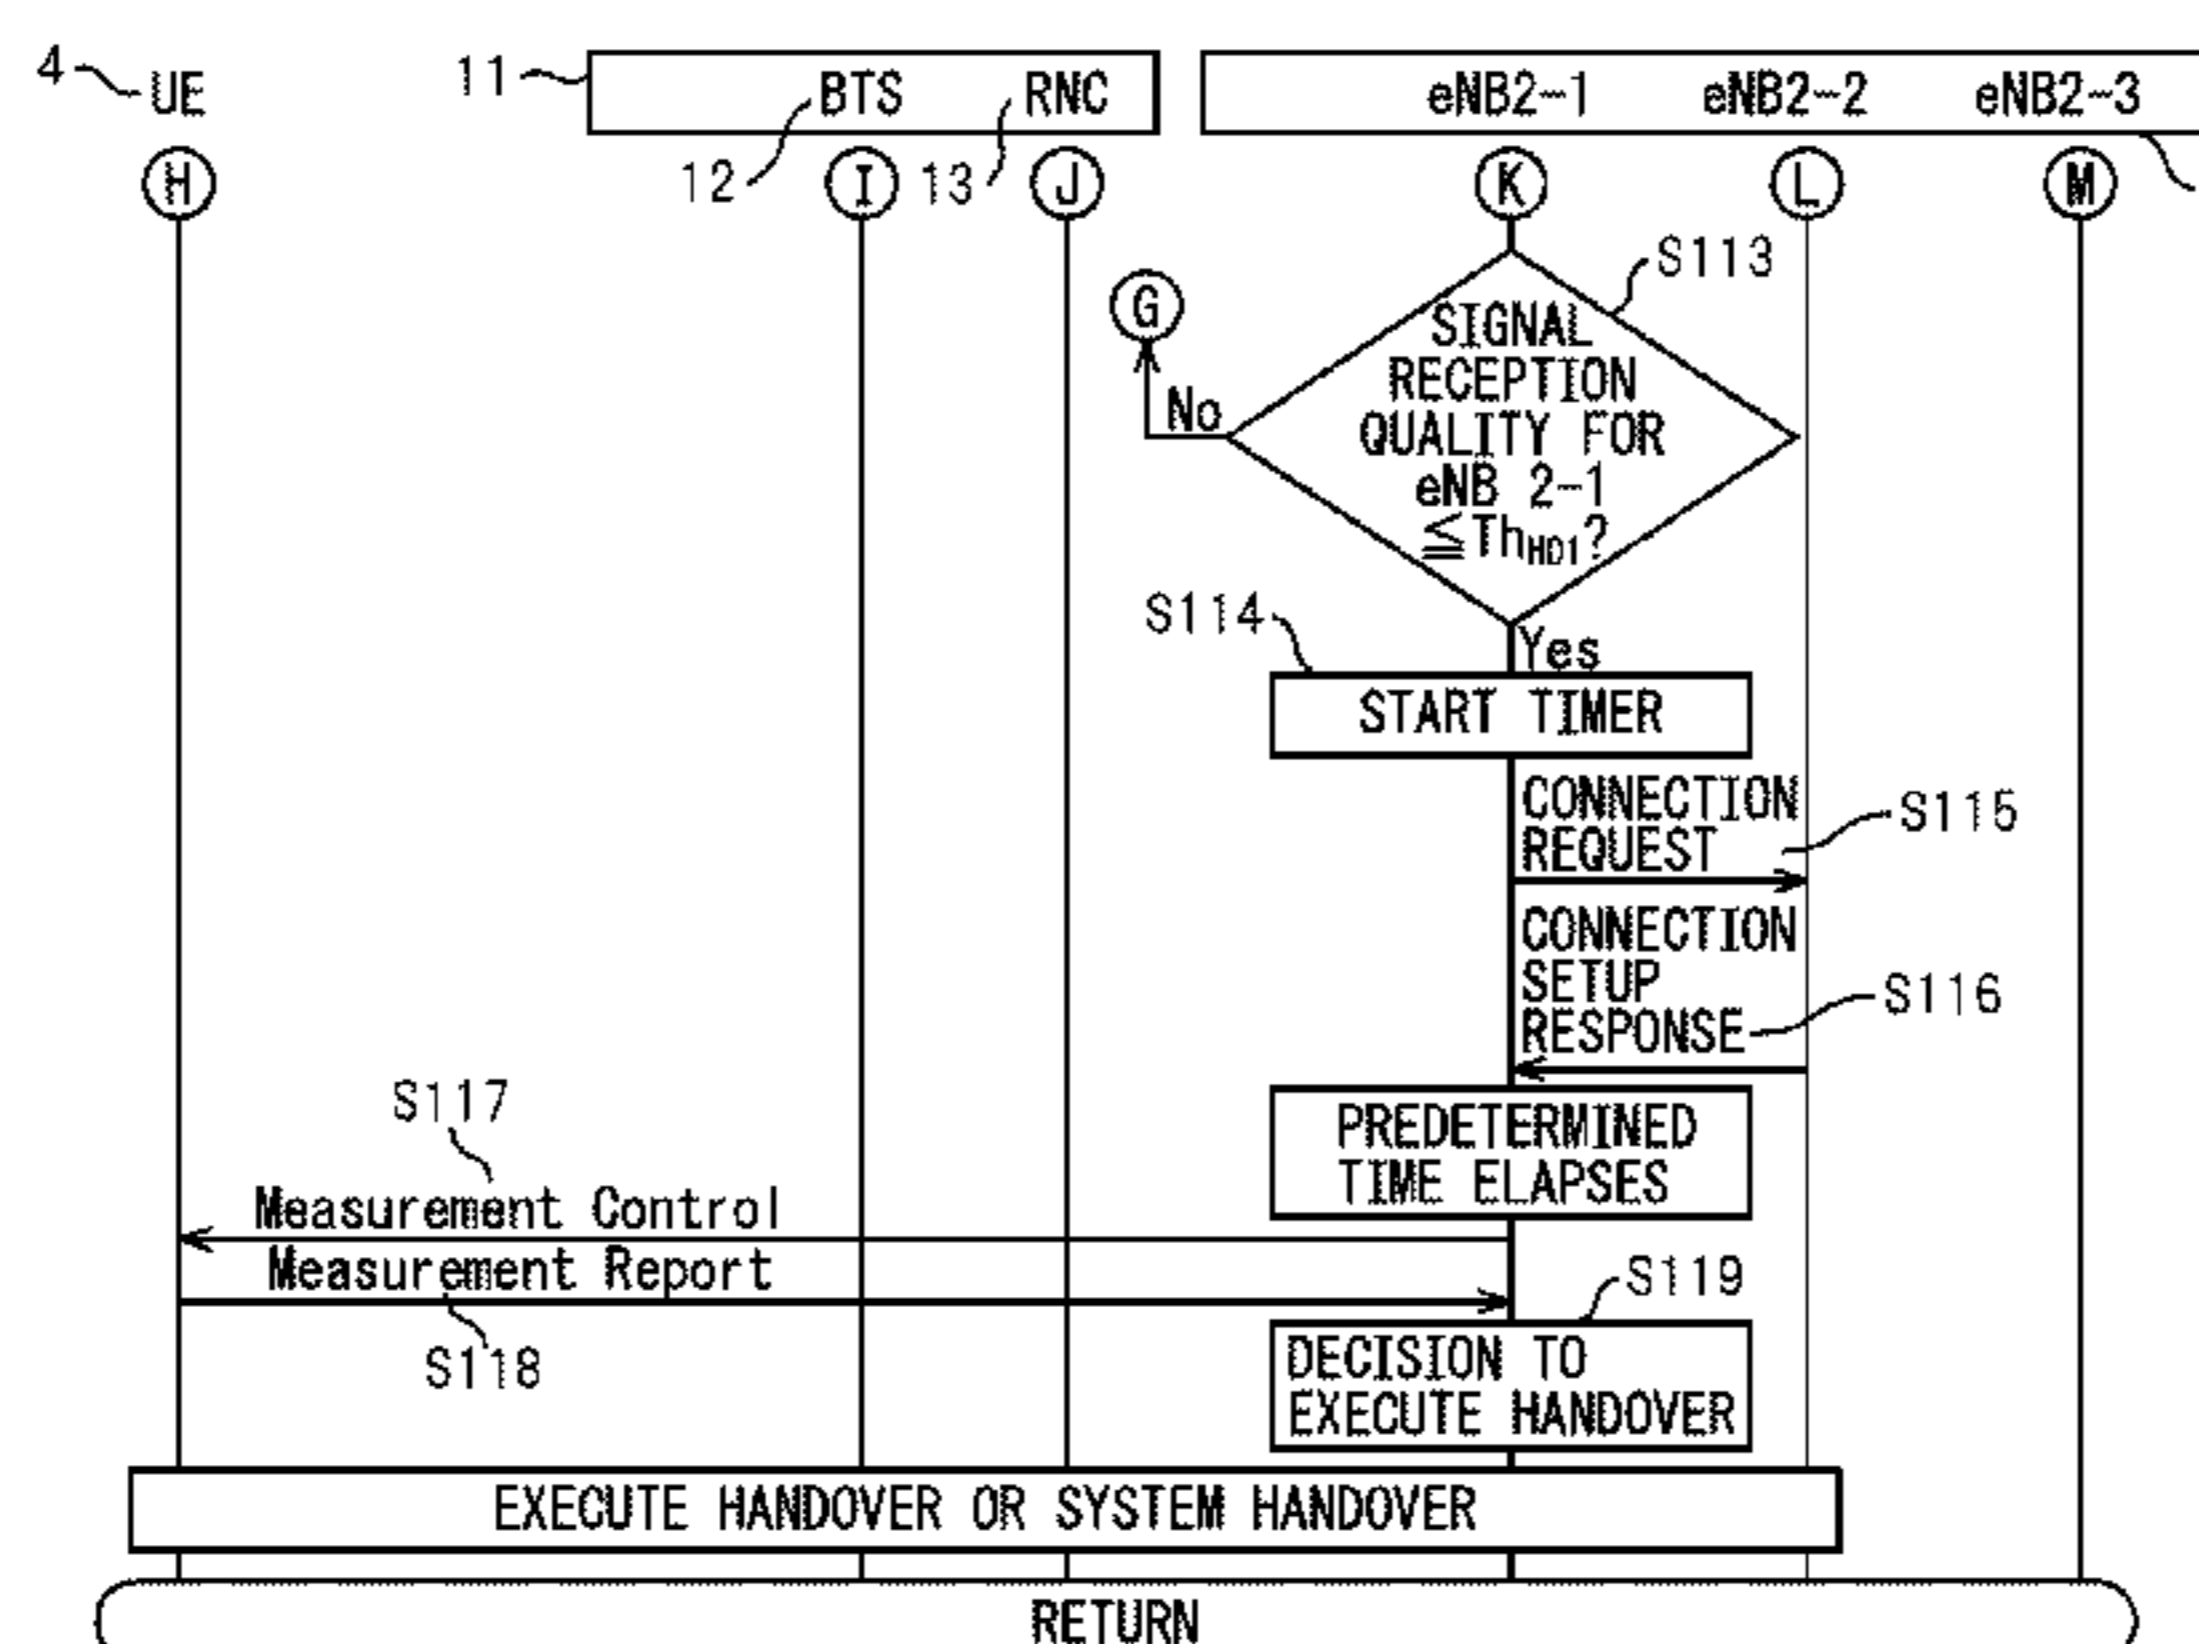 4 UE 11 BTS RNC eNB2-1 eNB2-2 eNB2-3
H 12 I 13 J K L M
S113
G
SIGNAL
RECEPTION
No
QUALITY FOR
eNB 2-1
≦Th_HO1?
S114
Yes
START TIMER
CONNECTION
REQUEST
S115
CONNECTION
SETUP
RESPONSE
S116
S117
PREDETERMINED
TIME ELAPSES
Measurement Control
Measurement Report
S119
S118
DECISION TO
EXECUTE HANDOVER
EXECUTE HANDOVER OR SYSTEM HANDOVER
RETURN